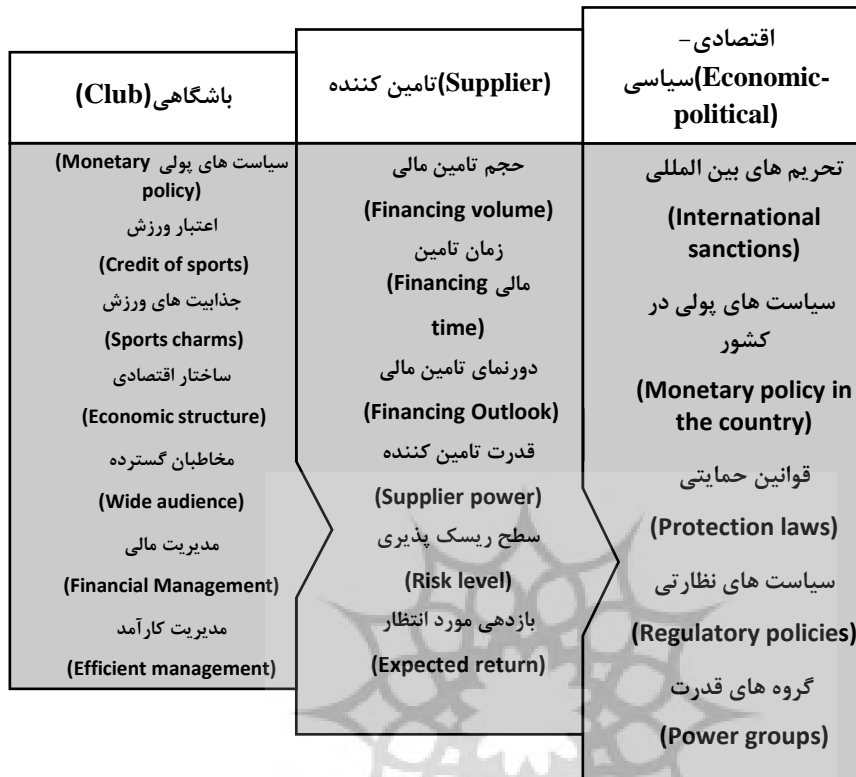 اقتصادی–
سیاسی(Economic-
political)
تحریم های بین المللی
(International
sanctions)
سیاست های پولی در
کشور
(Monetary policy in
the country)
قوانین حمایتی
(Protection laws)
سیاست های نظارتی
(Regulatory policies)
گروه های قدرت
(Power groups)
تامین کننده(Supplier)
حجم تامین مالی
(Financing volume)
زمان تامین
مالی (Financing
time)
دورنمای تامین مالی
(Financing Outlook)
قدرت تامین کننده
(Supplier power)
سطح ریسک پذیری
(Risk level)
بازدهی مورد انتظار
(Expected return)
باشگاهی(Club)
سیاست های پولی (Monetary
policy)
اعتبار ورزش
(Credit of sports)
جذابیت های ورزش
(Sports charms)
ساختار اقتصادی
(Economic structure)
مخاطبان گسترده
(Wide audience)
مدیریت مالی
(Financial Management)
مدیریت کارآمد
(Efficient management)